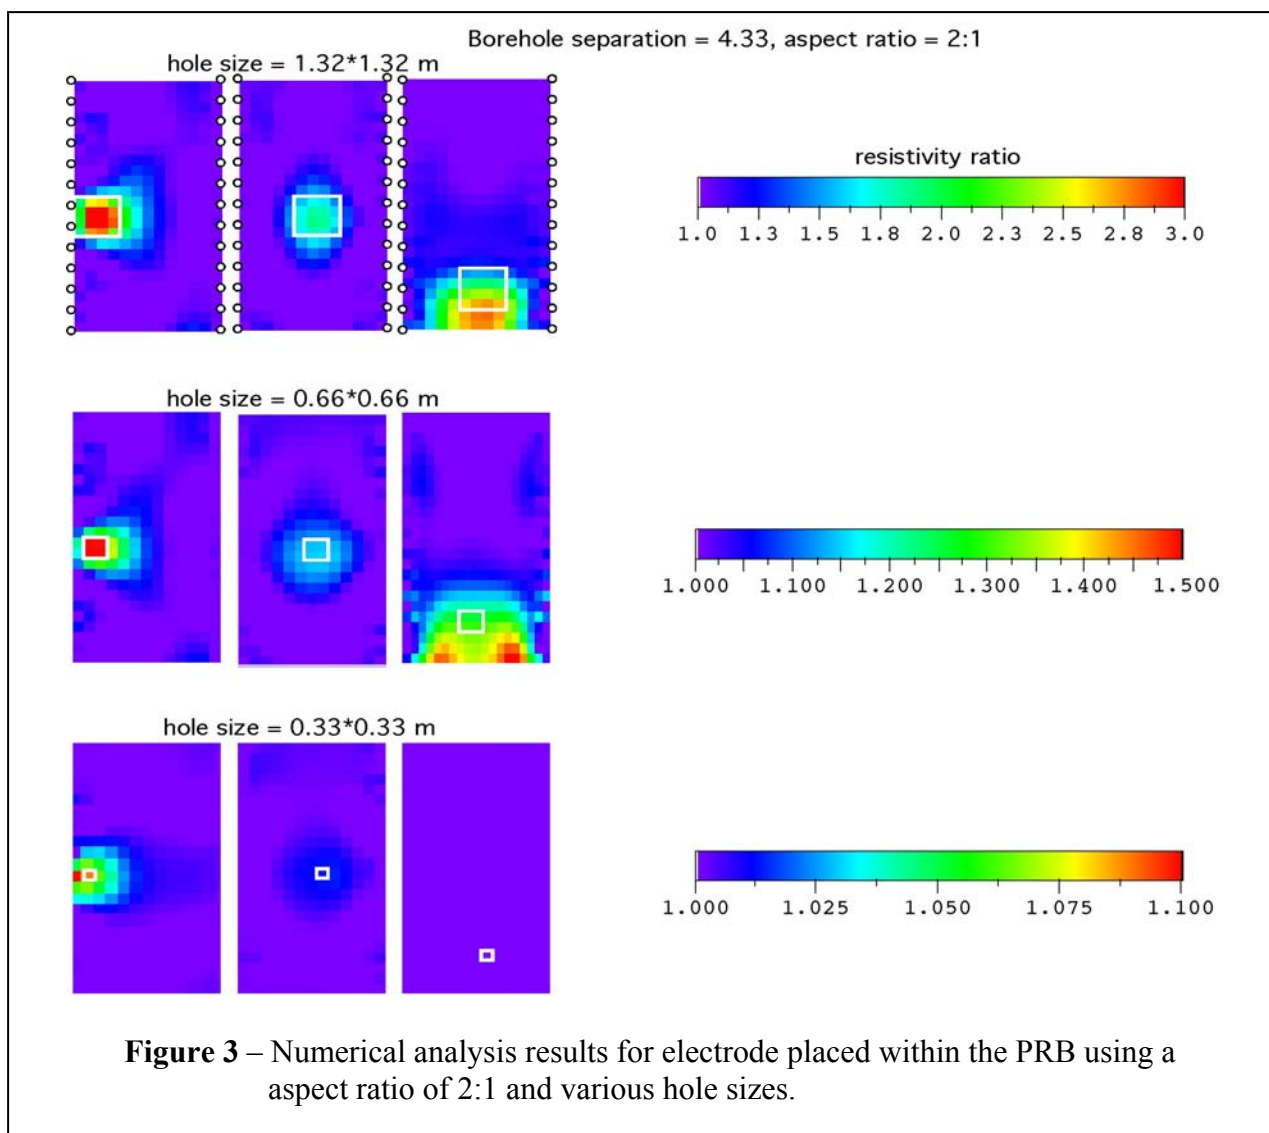 Borehole separation = 4.33, aspect ratio = 2:1
hole size = 1.32*1.32 m
resistivity ratio
1.0 1.3 1.5 1.8 2.0 2.3 2.5 2.8 3.0
hole size = 0.66*0.66 m
1.000 1.100 1.200 1.300 1.400 1.500
hole size = 0.33*0.33 m
1.000 1.025 1.050 1.075 1.100
Figure 3 – Numerical analysis results for electrode placed within the PRB using a
aspect ratio of 2:1 and various hole sizes.